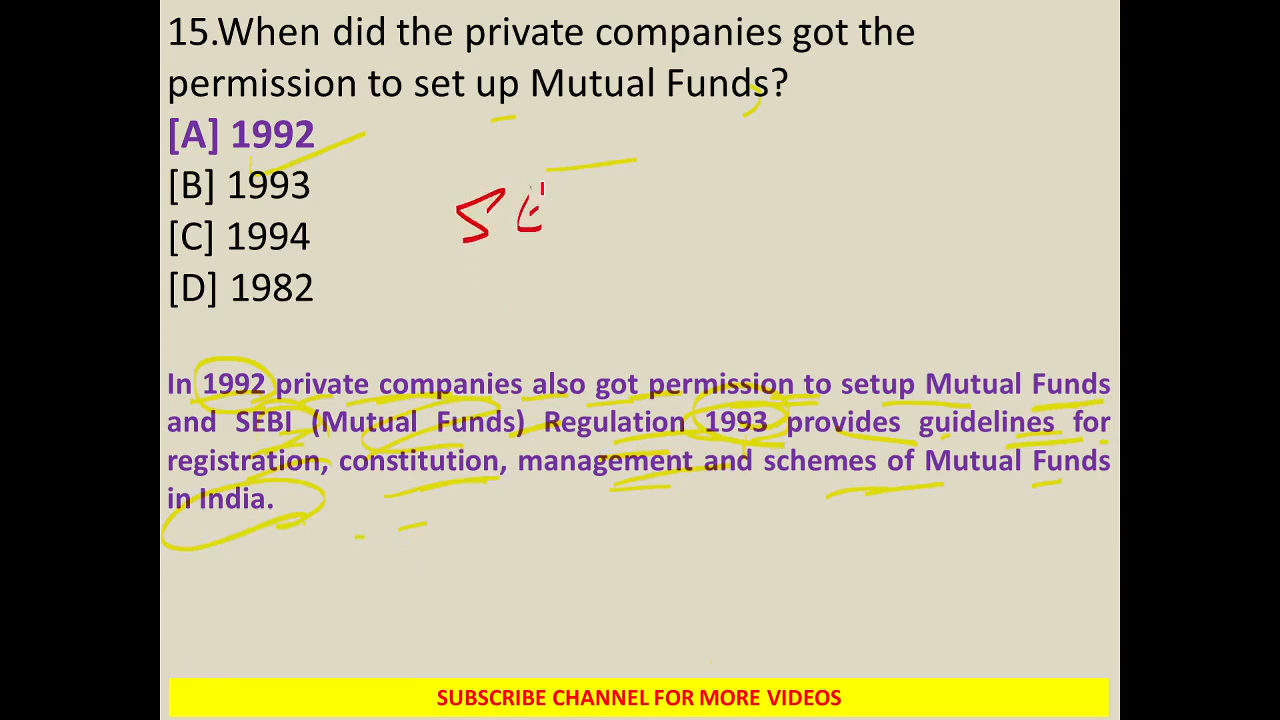 15.When did the private companies got the
permission to set up Mutual Funds?
[A] 1992
[B] 1993
[C] 1994
[D] 1982
SE
In 1992 private companies also got permission to setup Mutual Funds
and SEBI (Mutual Funds) Regulation 1993 provides guidelines for
registration, constitution, management and schemes of Mutual Funds
in India.
SUBSCRIBE CHANNEL FOR MORE VIDEOS